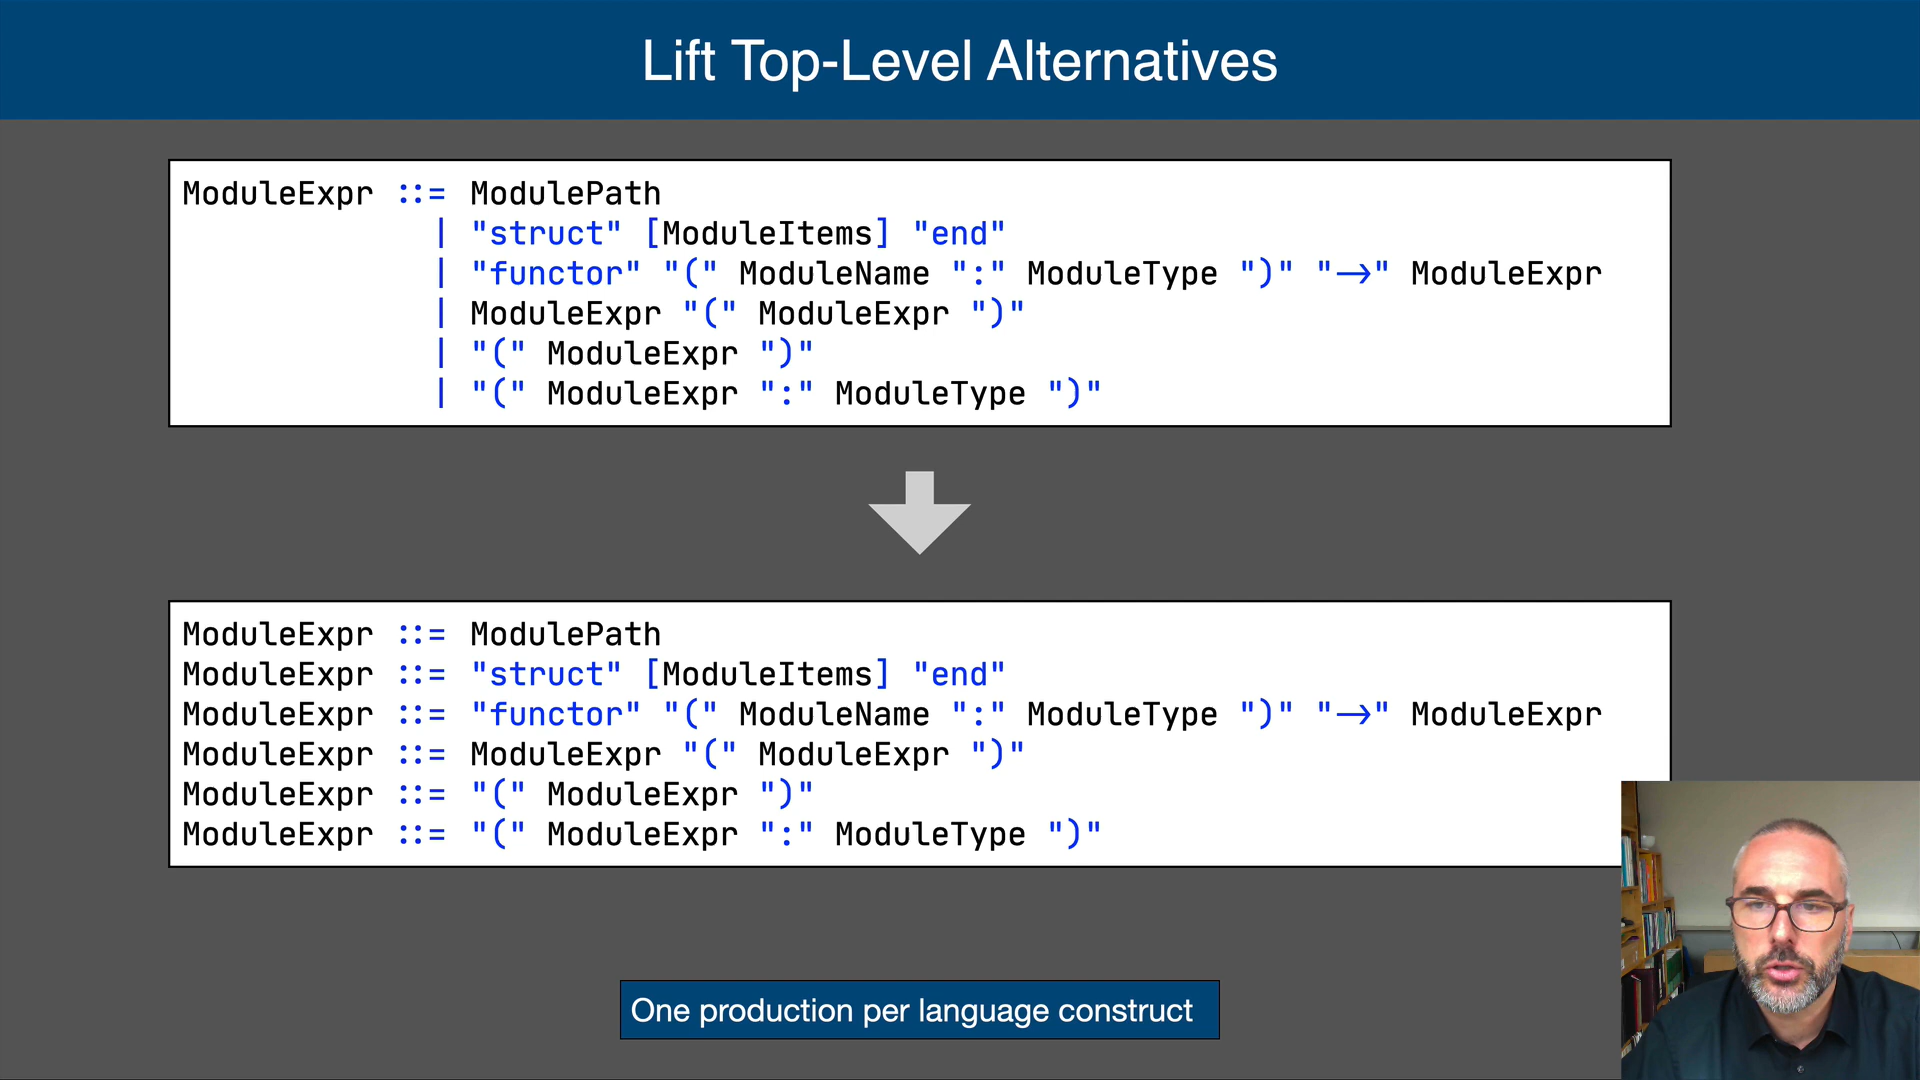 Lift Top-Level Alternatives
ModuleExpr ::= ModulePath
| "struct" [ModuleItems] "end"
| "functor" "(" ModuleName ":" ModuleType ")" "→" ModuleExpr
| ModuleExpr "(" ModuleExpr ")"
| "(" ModuleExpr ")"
| "(" ModuleExpr ":" ModuleType ")"
ModuleExpr ::= ModulePath
ModuleExpr ::= "struct" [ModuleItems] "end"
ModuleExpr ::= "functor" "(" ModuleName ":" ModuleType ")" "→" ModuleExpr
ModuleExpr ::= ModuleExpr "(" ModuleExpr ")"
ModuleExpr ::= "(" ModuleExpr ")"
ModuleExpr ::= "(" ModuleExpr ":" ModuleType ")"
One production per language construct